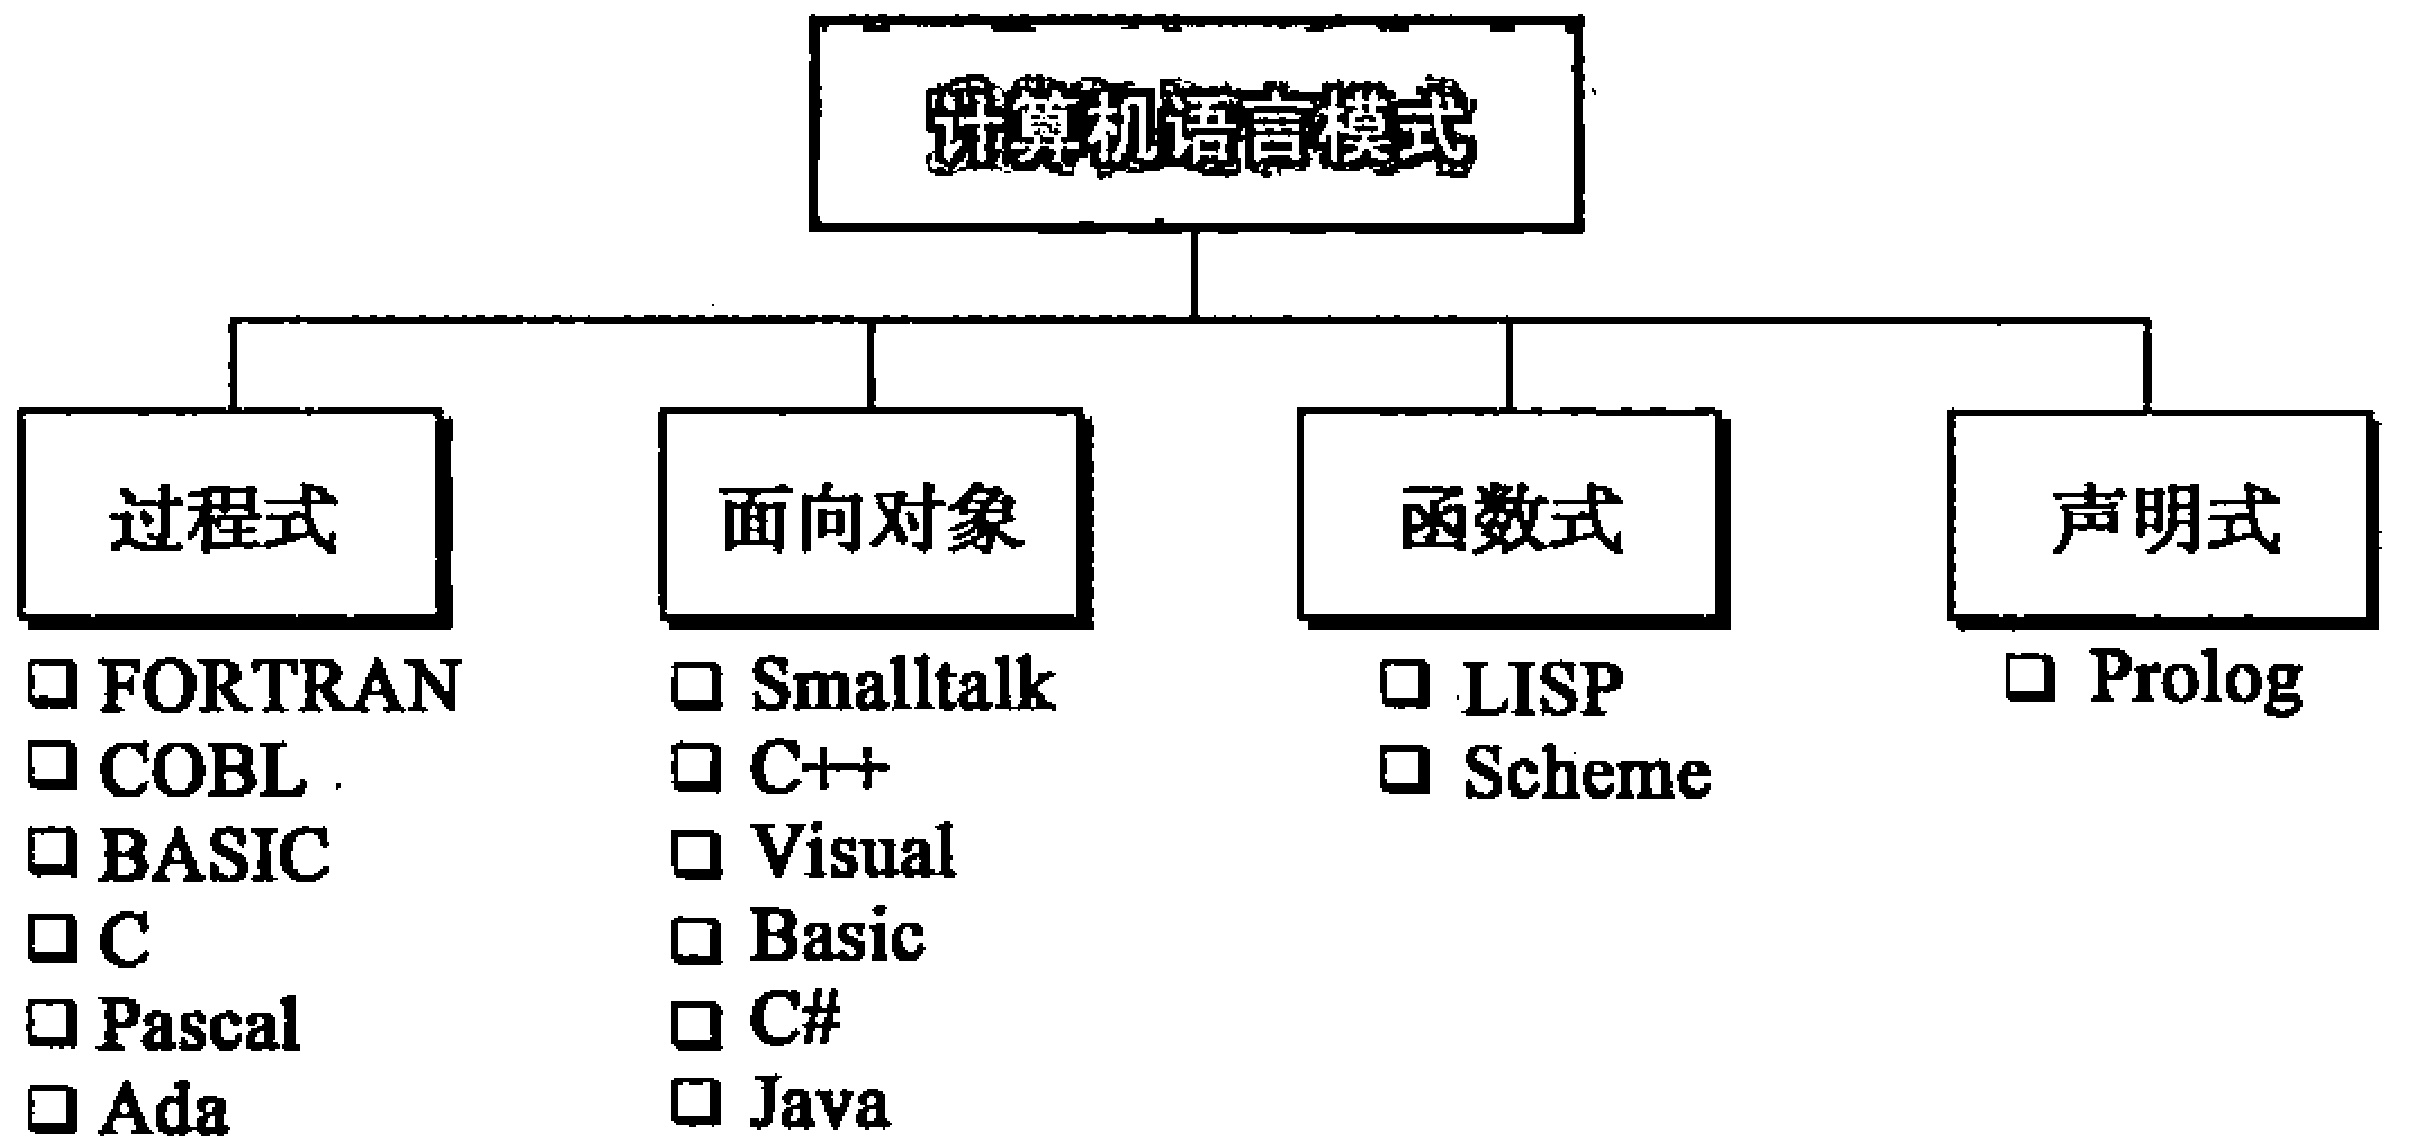 计算机语言模式
过程式
面向对象
函数式
声明式
FORTRAN
COBL
BASIC
C
Pascal
Ada
Smalltalk
C++
Visual
Basic
C#
Java
LISP
Scheme
Prolog